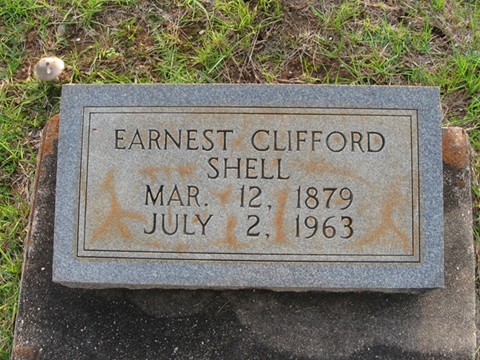 EARNEST CLIFFORD
SHELL
MAR. 12, 1879
JULY 2, 1963